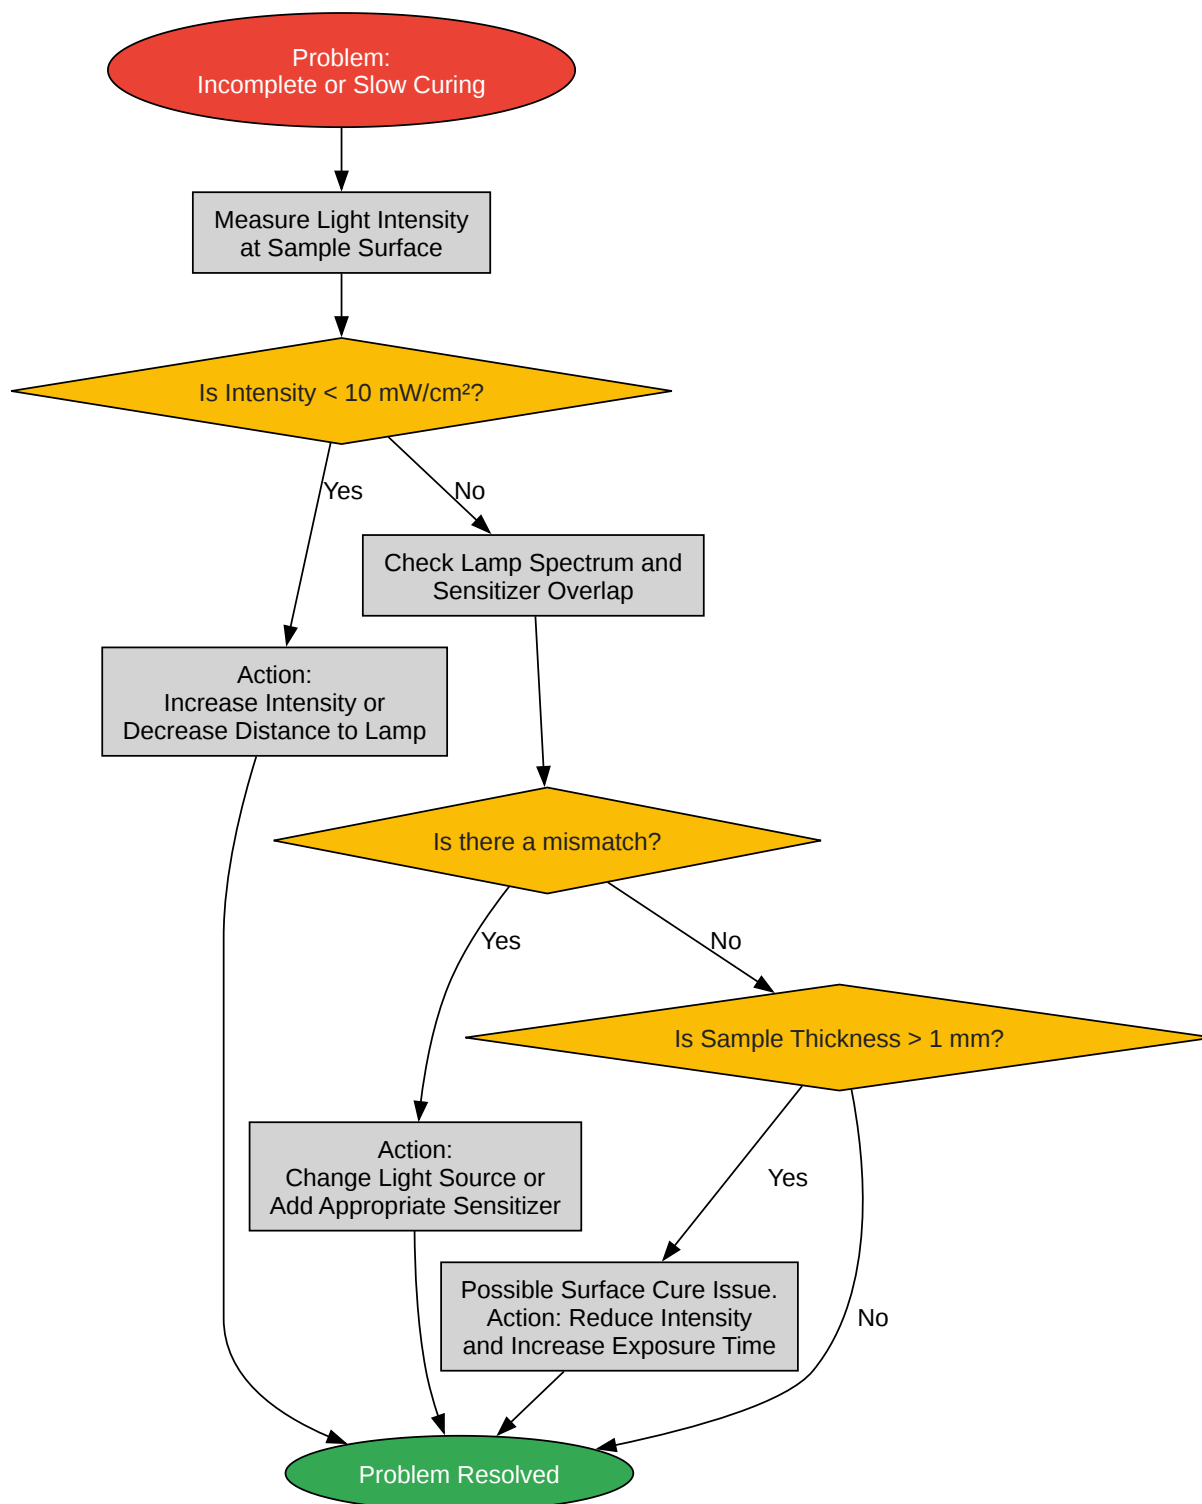 Problem:
Incomplete or Slow Curing
Measure Light Intensity
at Sample Surface
Is Intensity < 10 mW/cm²?
Yes
No
Check Lamp Spectrum and
Sensitizer Overlap
Action:
Increase Intensity or
Decrease Distance to Lamp
Is there a mismatch?
Yes
No
Is Sample Thickness > 1 mm?
Action:
Change Light Source or
Add Appropriate Sensitizer
Yes
Possible Surface Cure Issue.
Action: Reduce Intensity
and Increase Exposure Time
No
Problem Resolved